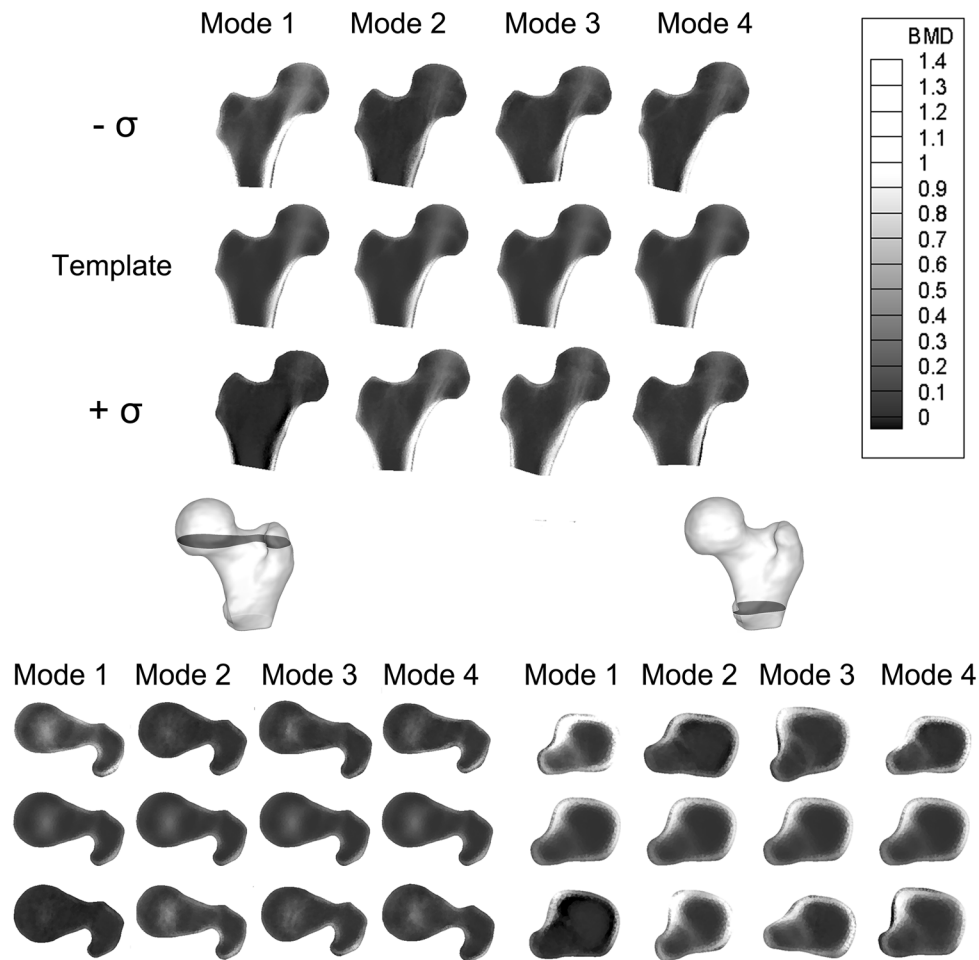 Mode 1 Mode 2 Mode 3 Mode 4
BMD
1.4
1.3
1.2
1.1
1
0.9
0.8
0.7
0.6
0.5
0.4
0.3
0.2
0.1
0
- σ
Template
+ σ
Mode 1 Mode 2 Mode 3 Mode 4 Mode 1 Mode 2 Mode 3 Mode 4